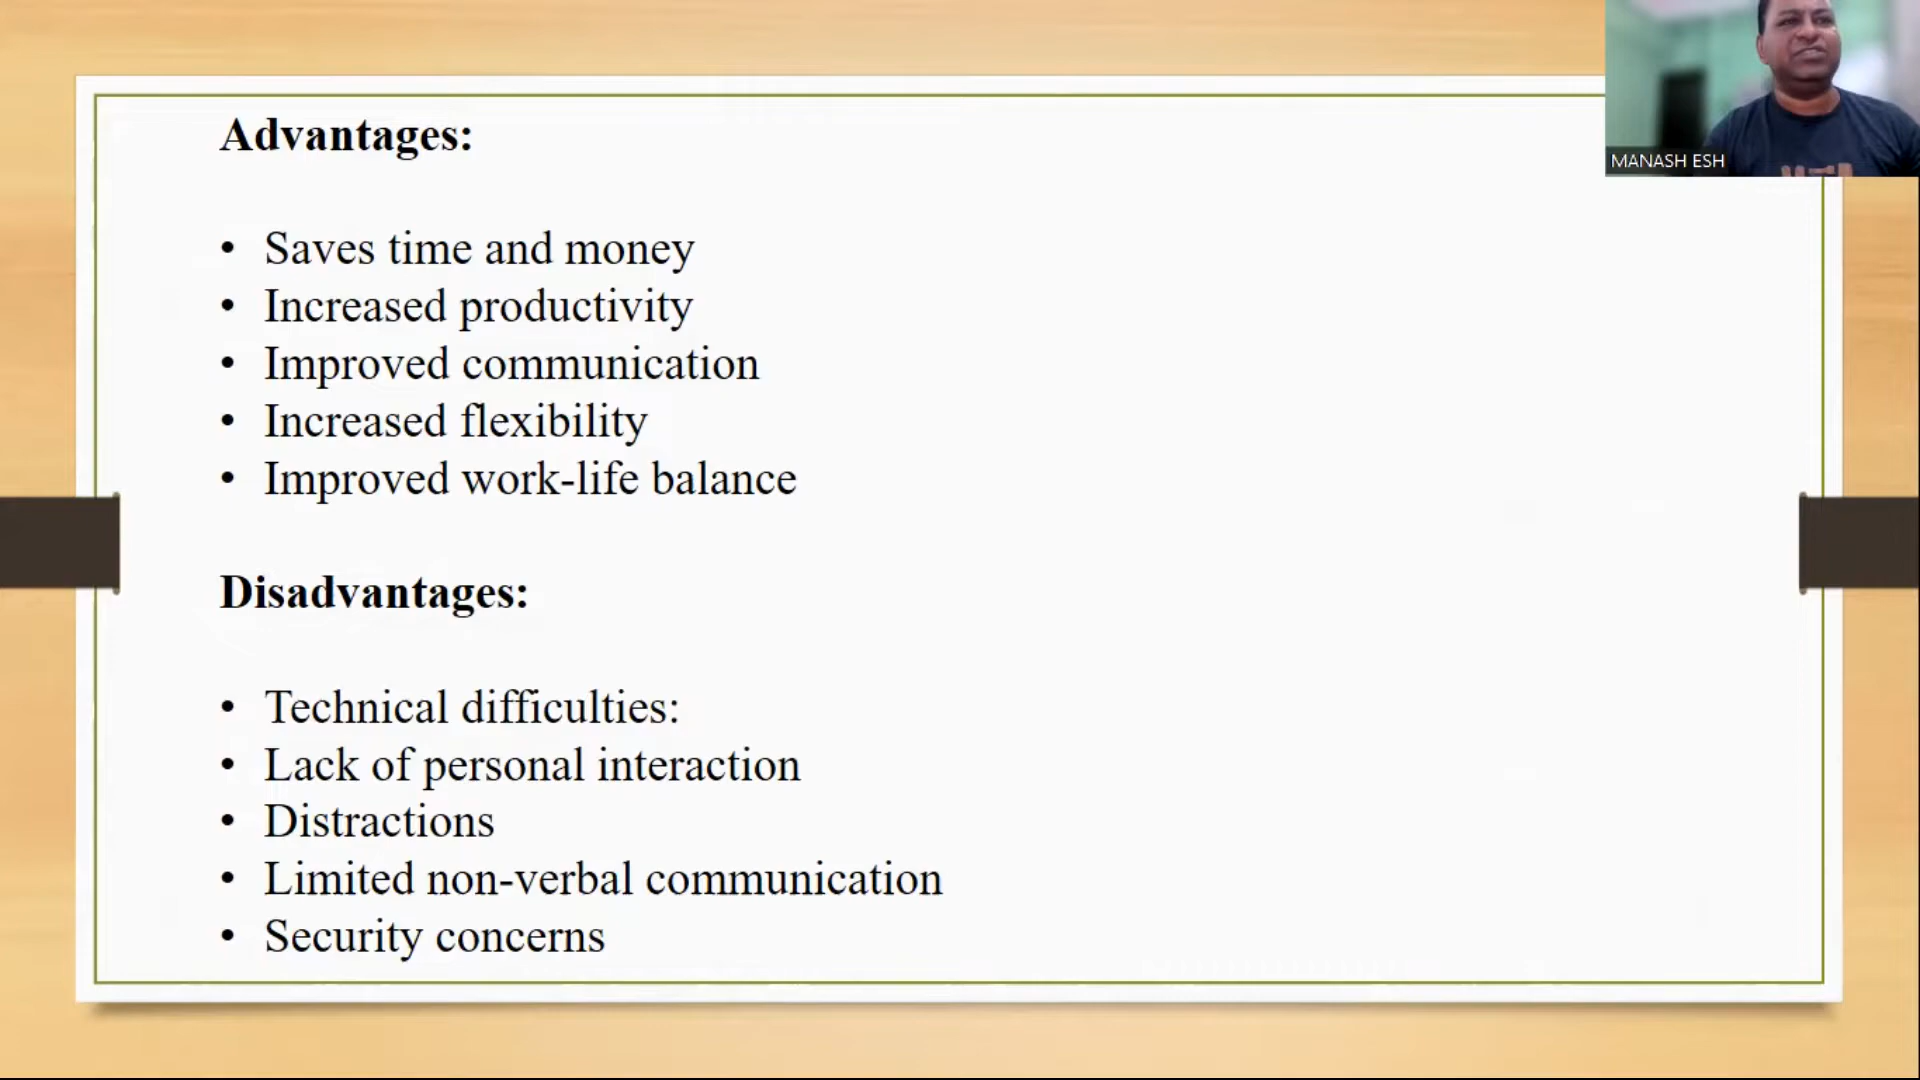 Advantages:
• Saves time and money
• Increased productivity
• Improved communication
• Increased flexibility
• Improved work-life balance
Disadvantages:
• Technical difficulties:
• Lack of personal interaction
• Distractions
• Limited non-verbal communication
• Security concerns
MANASH ESH